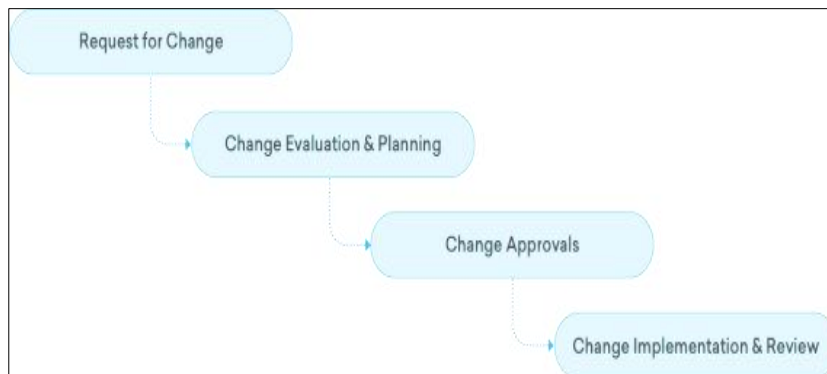 Request for Change
Change Evaluation & Planning
Change Approvals
Change Implementation & Review